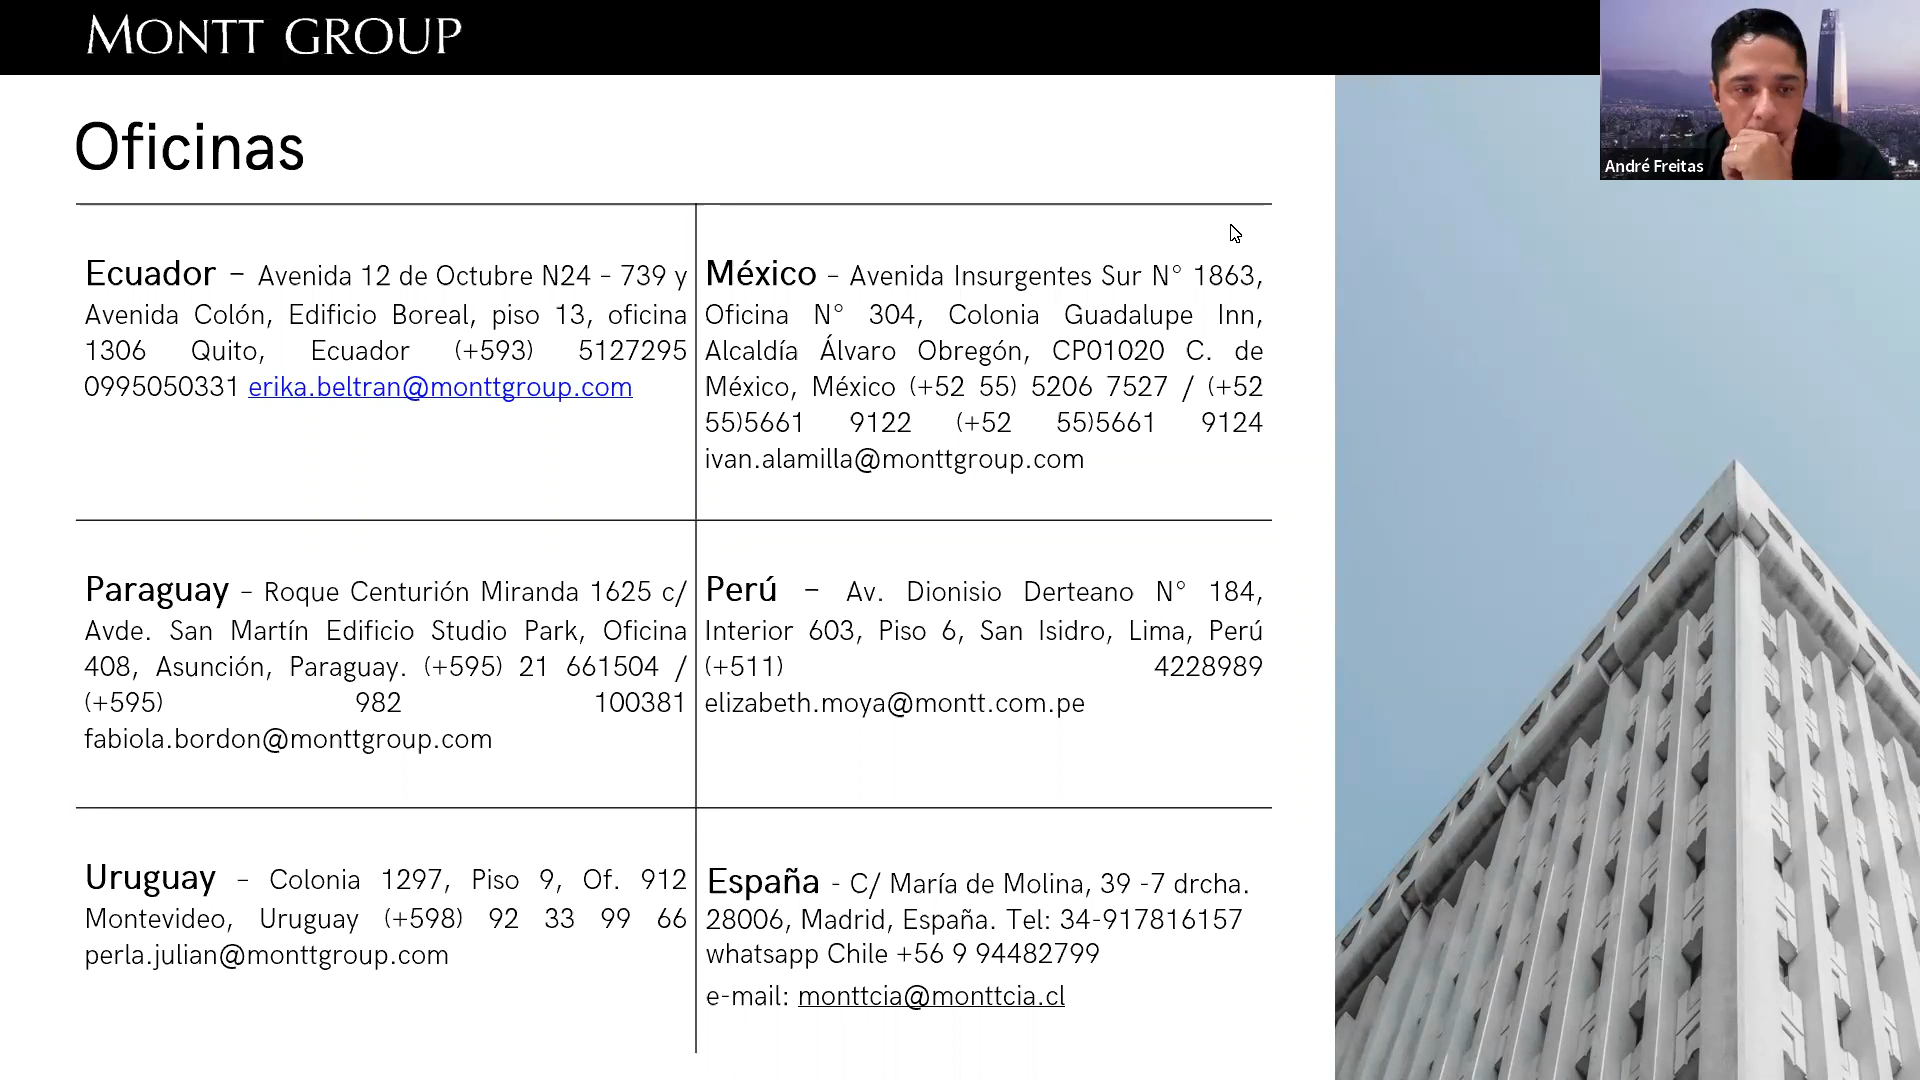 MONTT GROUP
André Freitas
Oficinas
Ecuador – Avenida 12 de Octubre N24 – 739 y
Avenida Colón, Edificio Boreal, piso 13, oficina
1306 Quito, Ecuador (+593) 5127295
0995050331 erika.beltran@monttgroup.com
México – Avenida Insurgentes Sur N° 1863,
Oficina N° 304, Colonia Guadalupe Inn,
Alcaldía Álvaro Obregón, CP01020 C. de
México, México (+52 55) 5206 7527 / (+52
55)5661 9122 (+52 55)5661 9124
ivan.alamilla@monttgroup.com
Paraguay – Roque Centurión Miranda 1625 c/
Avde. San Martín Edificio Studio Park, Oficina
408, Asunción, Paraguay. (+595) 21 661504 /
(+595) 982 100381
fabiola.bordon@monttgroup.com
Perú – Av. Dionisio Derteano N° 184,
Interior 603, Piso 6, San Isidro, Lima, Perú
(+511) 4228989
elizabeth.moya@montt.com.pe
Uruguay – Colonia 1297, Piso 9, Of. 912
Montevideo, Uruguay (+598) 92 33 99 66
perla.julian@monttgroup.com
España - C/ María de Molina, 39 -7 drcha.
28006, Madrid, España. Tel: 34-917816157
whatsapp Chile +56 9 94482799
e-mail: monttcia@monttcia.cl